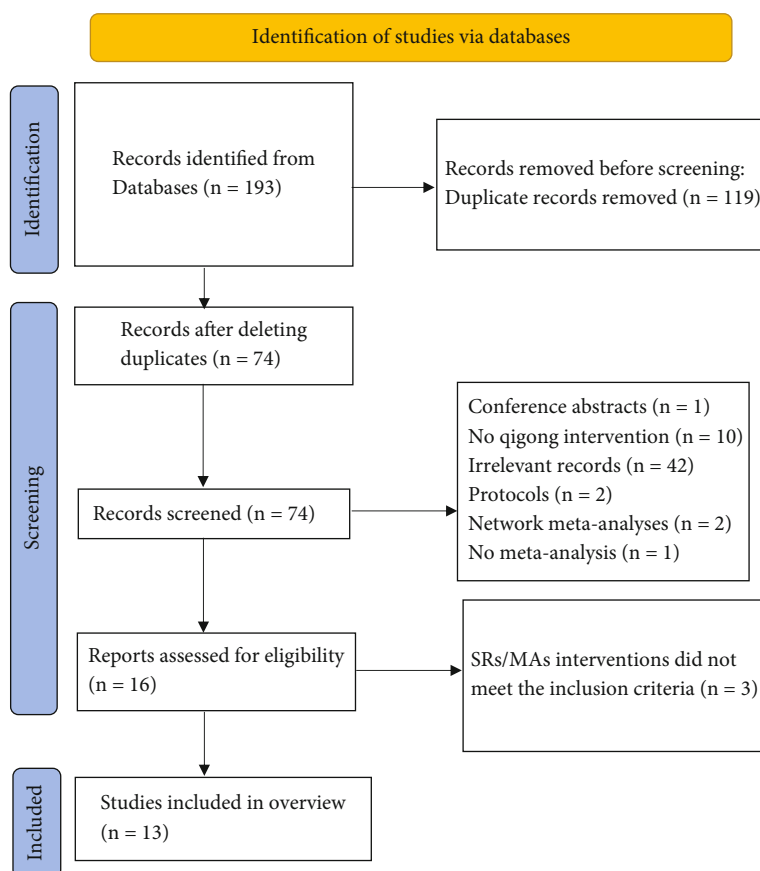 Identification of studies via databases
Identification
Records identified from
Databases (n = 193)
Records removed before screening:
Duplicate records removed (n = 119)
Screening
Records after deleting
duplicates (n = 74)
Records screened (n = 74)
Conference abstracts (n = 1)
No qigong intervention (n = 10)
Irrelevant records (n = 42)
Protocols (n = 2)
Network meta-analyses (n = 2)
No meta-analysis (n = 1)
Reports assessed for eligibility
(n = 16)
SRs/MAs interventions did not
meet the inclusion criteria (n = 3)
Included
Studies included in overview
(n = 13)